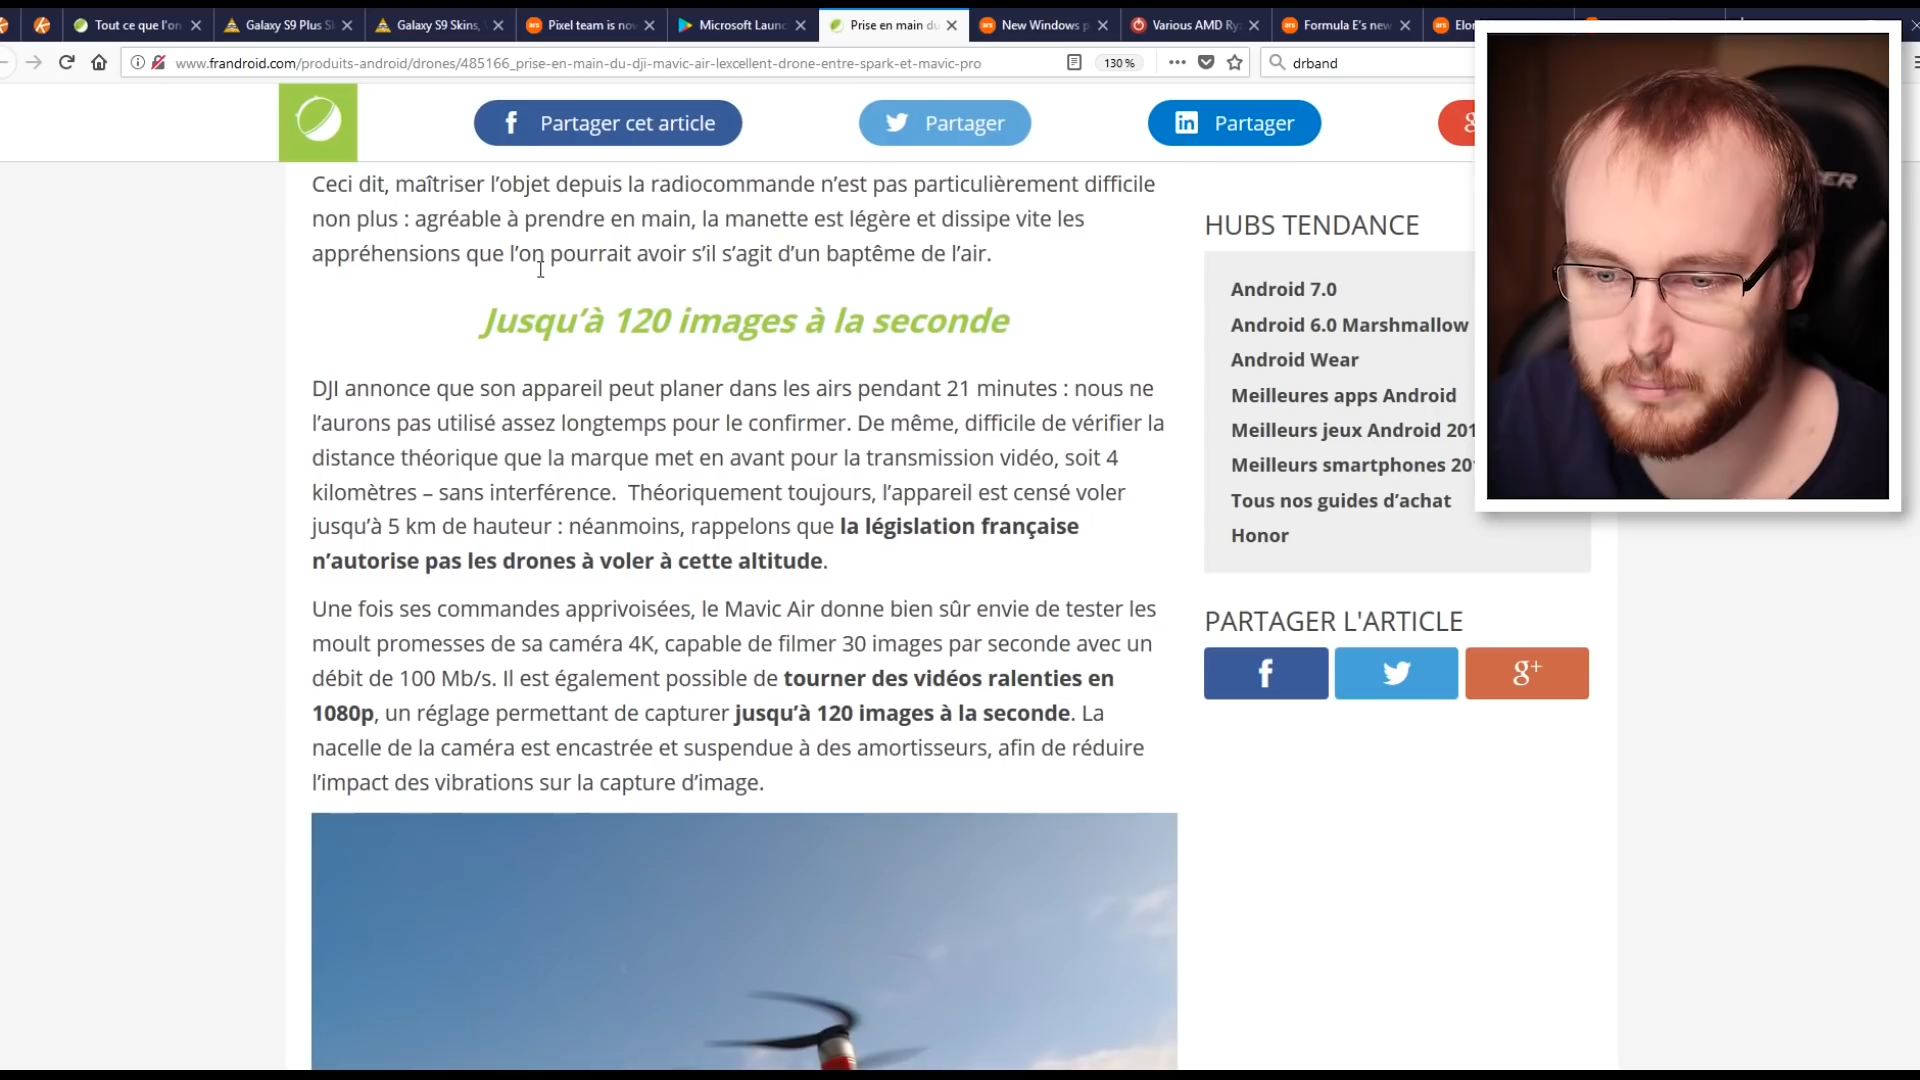 Tout ce que l'on
Galaxy S9 Plus S
Galaxy S9 Skins,
Pixel team is no
Microsoft Launc
Prise en main du
New Windows p
Various AMD Ry
Formula E's new
Elon
www.frandroid.com/produits-android/drones/485166_prise-en-main-du-dji-mavic-air-lexcellent-drone-entre-spark-et-mavic-pro
130 %
drband
Partager cet article
Partager
Partager
Ceci dit, maîtriser l’objet depuis la radiocommande n’est pas particulièrement difficile
non plus : agréable à prendre en main, la manette est légère et dissipe vite les
appréhensions que l’on pourrait avoir s’il s’agit d’un baptême de l’air.
Jusqu’à 120 images à la seconde
DJI annonce que son appareil peut planer dans les airs pendant 21 minutes : nous ne
l’aurons pas utilisé assez longtemps pour le confirmer. De même, difficile de vérifier la
distance théorique que la marque met en avant pour la transmission vidéo, soit 4
kilomètres – sans interférence. Théoriquement toujours, l’appareil est censé voler
jusqu’à 5 km de hauteur : néanmoins, rappelons que la législation française
n’autorise pas les drones à voler à cette altitude.
Une fois ses commandes apprivoisées, le Mavic Air donne bien sûr envie de tester les
moult promesses de sa caméra 4K, capable de filmer 30 images par seconde avec un
débit de 100 Mb/s. Il est également possible de tourner des vidéos ralenties en
1080p, un réglage permettant de capturer jusqu’à 120 images à la seconde. La
nacelle de la caméra est encastrée et suspendue à des amortisseurs, afin de réduire
l’impact des vibrations sur la capture d’image.
HUBS TENDANCE
Android 7.0
Android 6.0 Marshmallow
Android Wear
Meilleures apps Android
Meilleurs jeux Android 201
Meilleurs smartphones 20
Tous nos guides d’achat
Honor
PARTAGER L'ARTICLE
g+